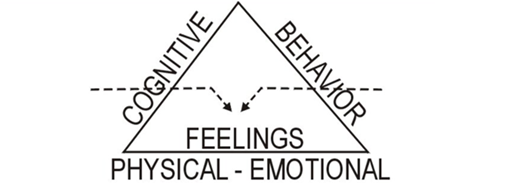 COGNITIVE
BEHAVIOR
FEELINGS
PHYSICAL - EMOTIONAL